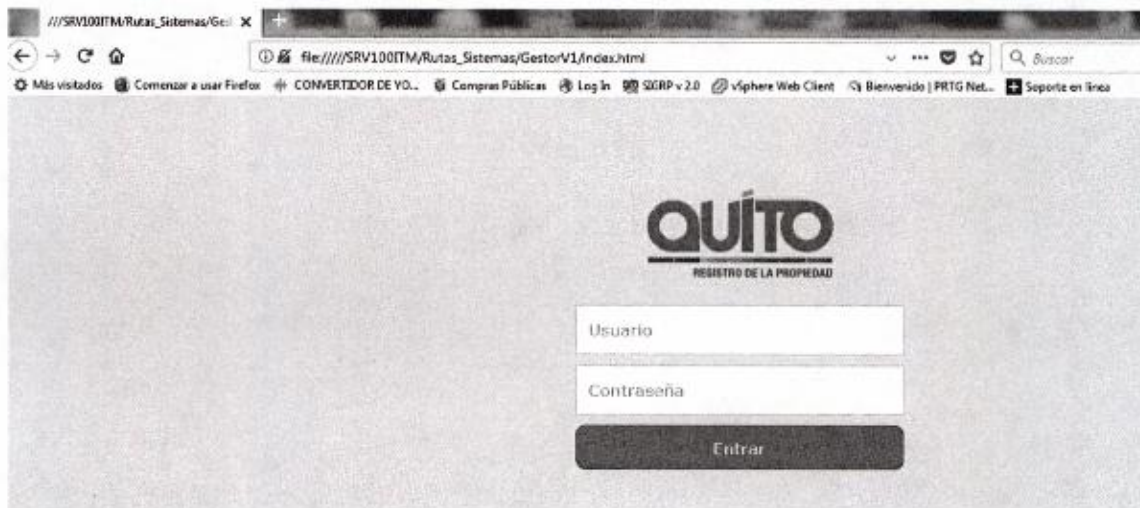 ///SRV100ITM/Rutas_Sistemas/Ges
file://///SRV100ITM/Rutas_Sistemas/GestorV1/index.html
Buscar
Más visitados Comenzar a usar Firefox CONVERTIDOR DE YO... Compras Públicas Log In SIGRP v 2.0 vSphere Web Client Bienvenido | PRTG Net... Soporte en línea
QUITO
REGISTRO DE LA PROPIEDAD
Usuario
Contraseña
Entrar